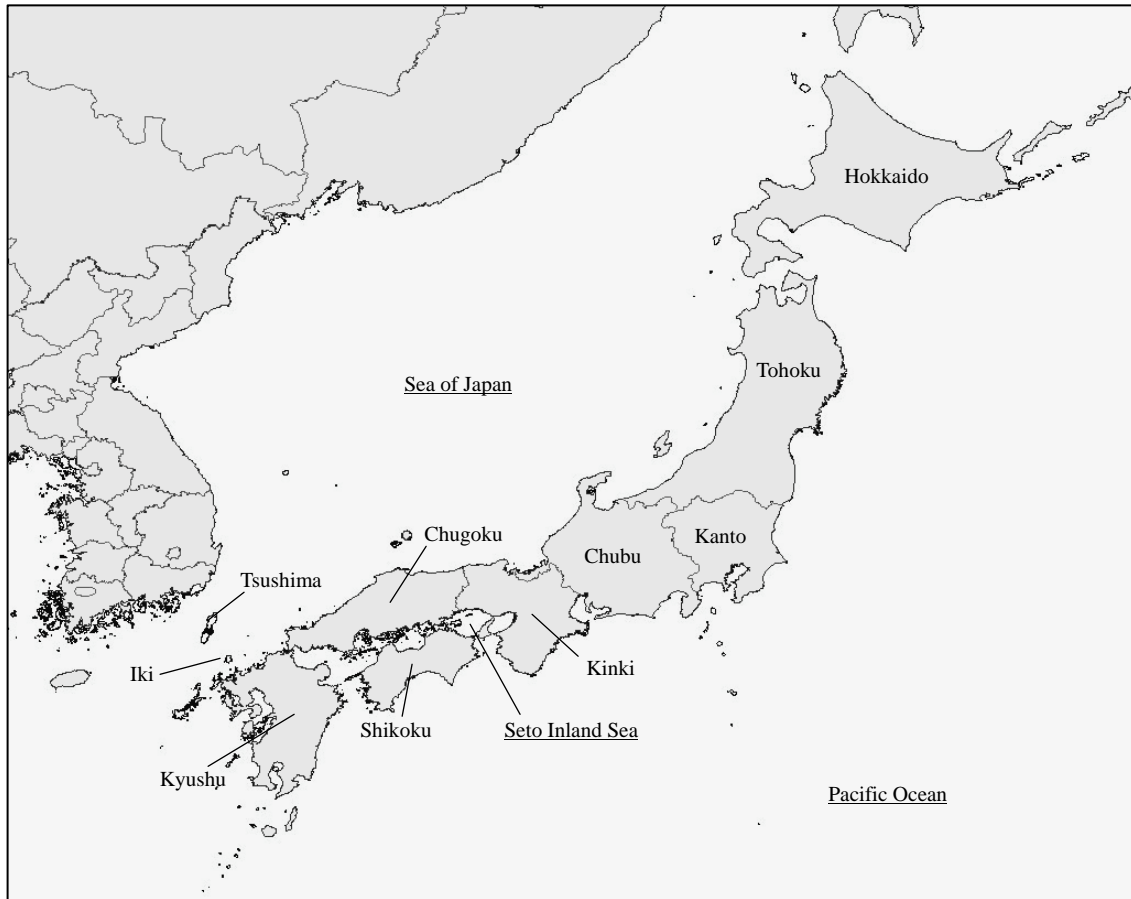 Hokkaido
Tohoku
Sea of Japan
Chugoku
Kanto
Chubu
Tsushima
Iki
Kinki
Shikoku
Seto Inland Sea
Kyushu
Pacific Ocean